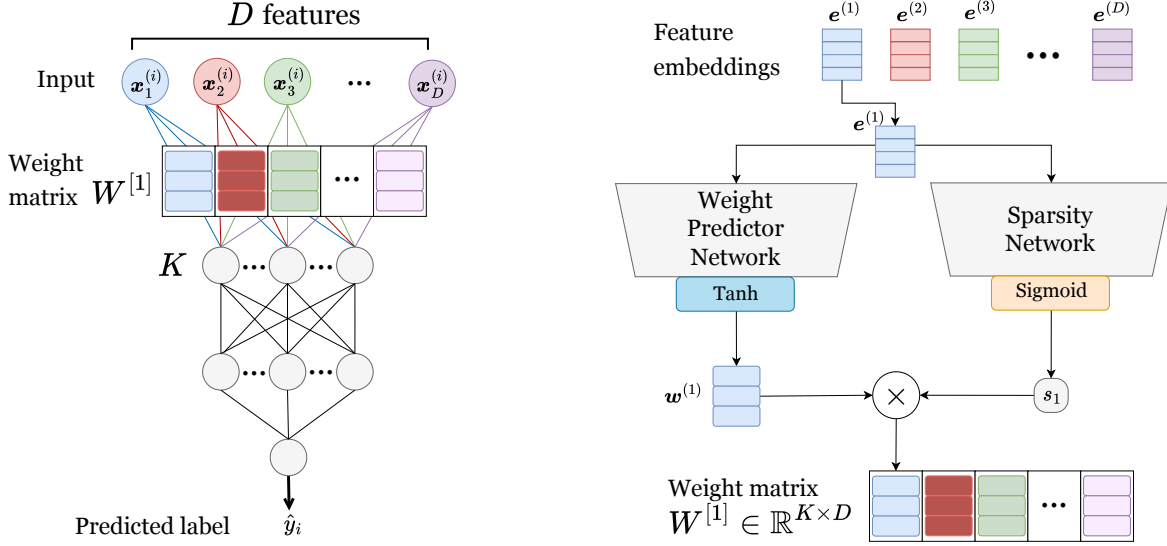 D features
Input
x_1^{(i)} x_2^{(i)} x_3^{(i)} ... x_D^{(i)}
Weight
matrix W^{[1]}
...
K
... ...
... ...
Predicted label ŷ_i
e^{(1)} e^{(2)} e^{(3)} e^{(D)}
Feature
embeddings
...
e^{(1)}
Weight
Predictor
Network
Tanh
Sparsity
Network
Sigmoid
w^{(1)}
×
s_1
Weight matrix
W^{[1]} ∈ ℝ^{K×D}
...